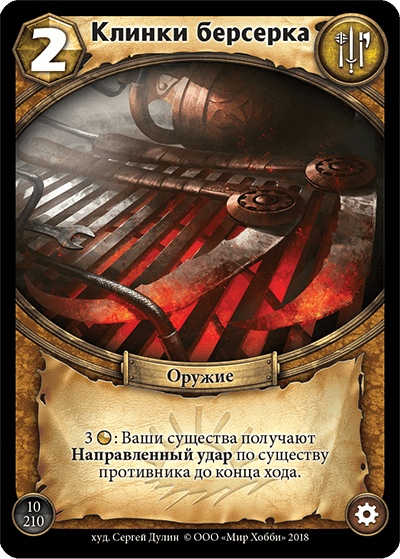 2
Клинки берсерка
Оружие
3 : Ваши существа получают
Направленный удар по существу
противника до конца хода.
10
210
худ. Сергей Дулин © ООО «Мир Хобби» 2018